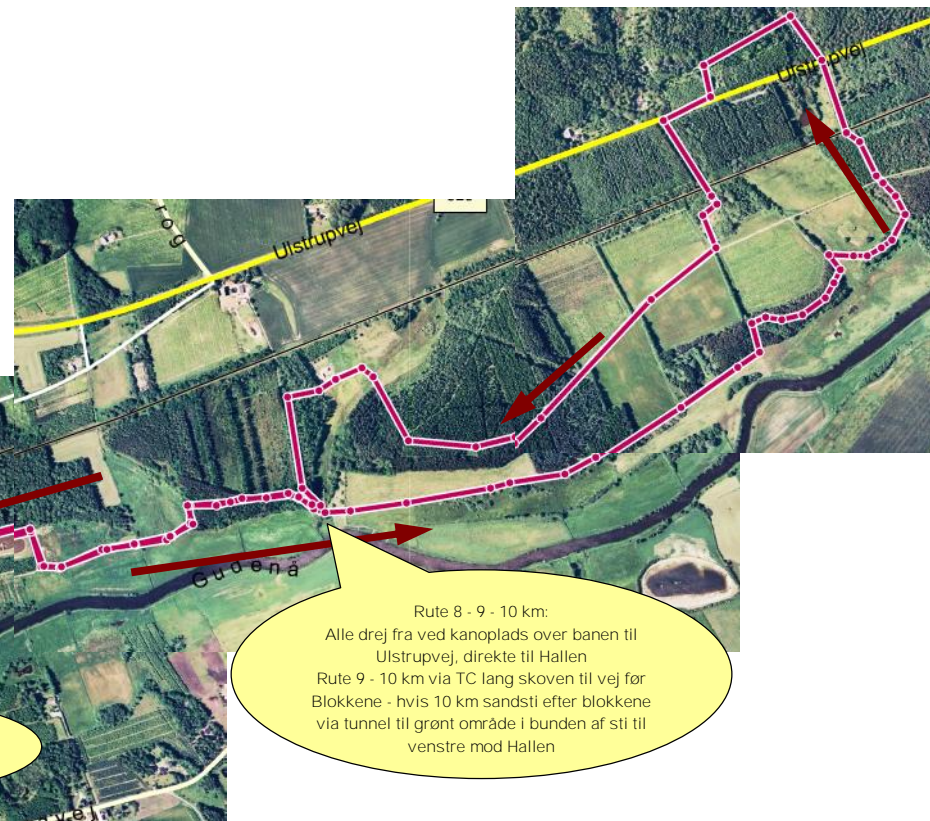 Ulstrupvej
Ulstrupvej
Gudenå
Rute 8 - 9 - 10 km:
Alle drej fra ved kanoplads over banen til
Ulstrupvej, direkte til Hallen
Rute 9 - 10 km via TC lang skoven til vej før
Blokkene - hvis 10 km sandsti efter blokkene
via tunnel til grønt område i bunden af sti til
venstre mod Hallen